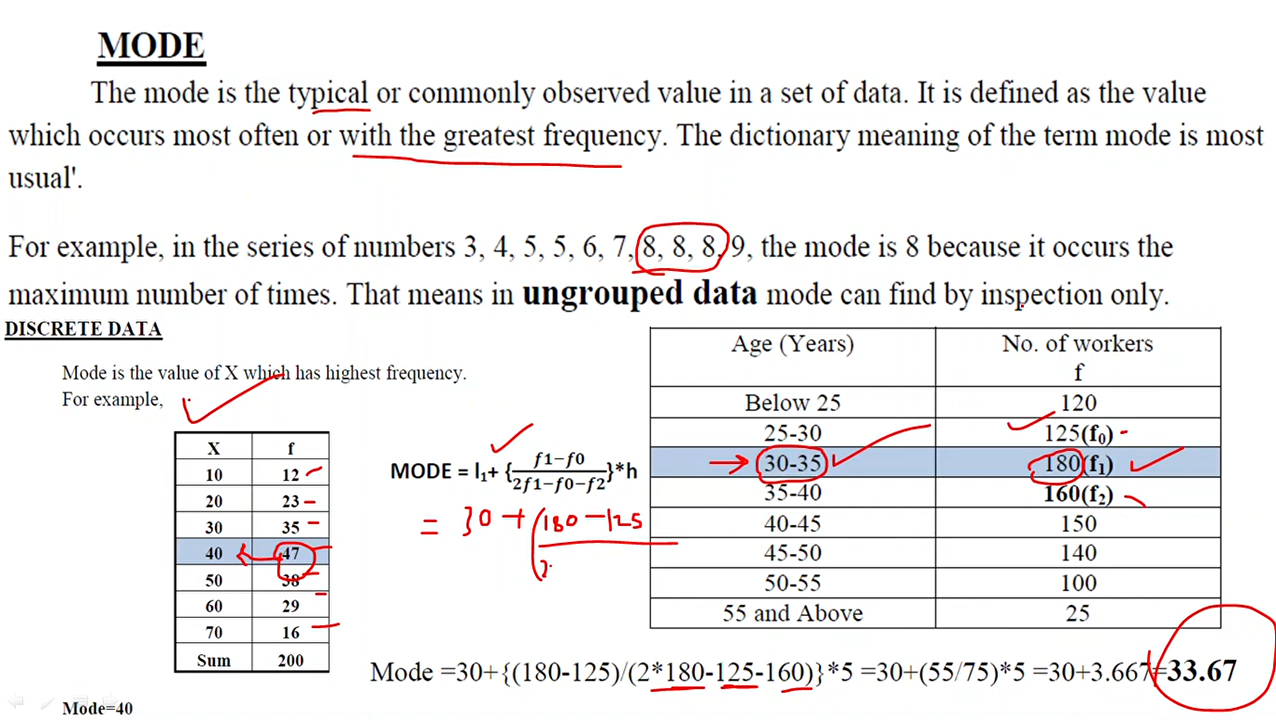 MODE
The mode is the typical or commonly observed value in a set of data. It is defined as the value
which occurs most often or with the greatest frequency. The dictionary meaning of the term mode is most
usual'.
For example, in the series of numbers 3, 4, 5, 5, 6, 7, 8, 8, 8, 9, the mode is 8 because it occurs the
maximum number of times. That means in ungrouped data mode can find by inspection only.
DISCRETE DATA
Mode is the value of X which has highest frequency.
For example,
X f
10 12
20 23
30 35
40 47
50 38
60 29
70 16
Sum 200
Mode=40
MODE = l₁+ {f1−f0 / 2f1−f0−f2}*h
= 30 + (180 − 125
2
Age (Years) No. of workers
f
Below 25 120
25-30 125(f₀)
30-35 180(f₁)
35-40 160(f₂)
40-45 150
45-50 140
50-55 100
55 and Above 25
Mode =30+{(180-125)/(2*180-125-160)}*5 =30+(55/75)*5 =30+3.667=33.67